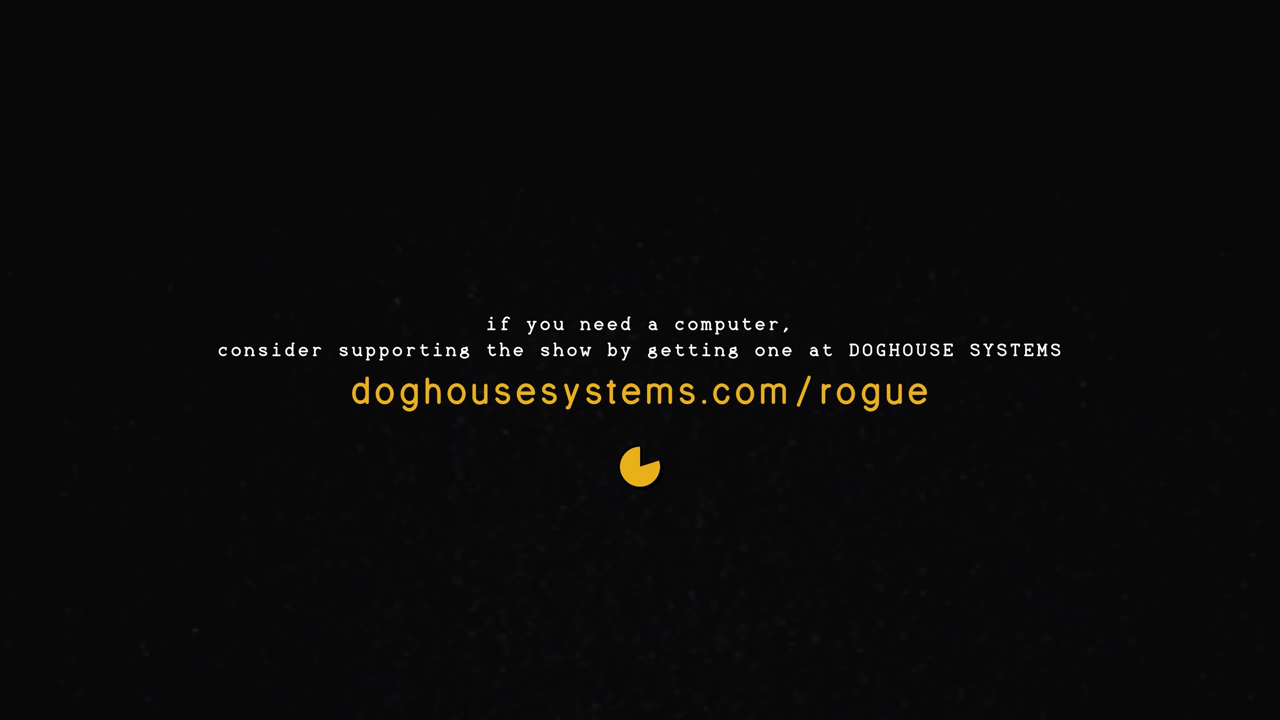 if you need a computer,
consider supporting the show by getting one at DOGHOUSE SYSTEMS
doghousesystems.com/rogue